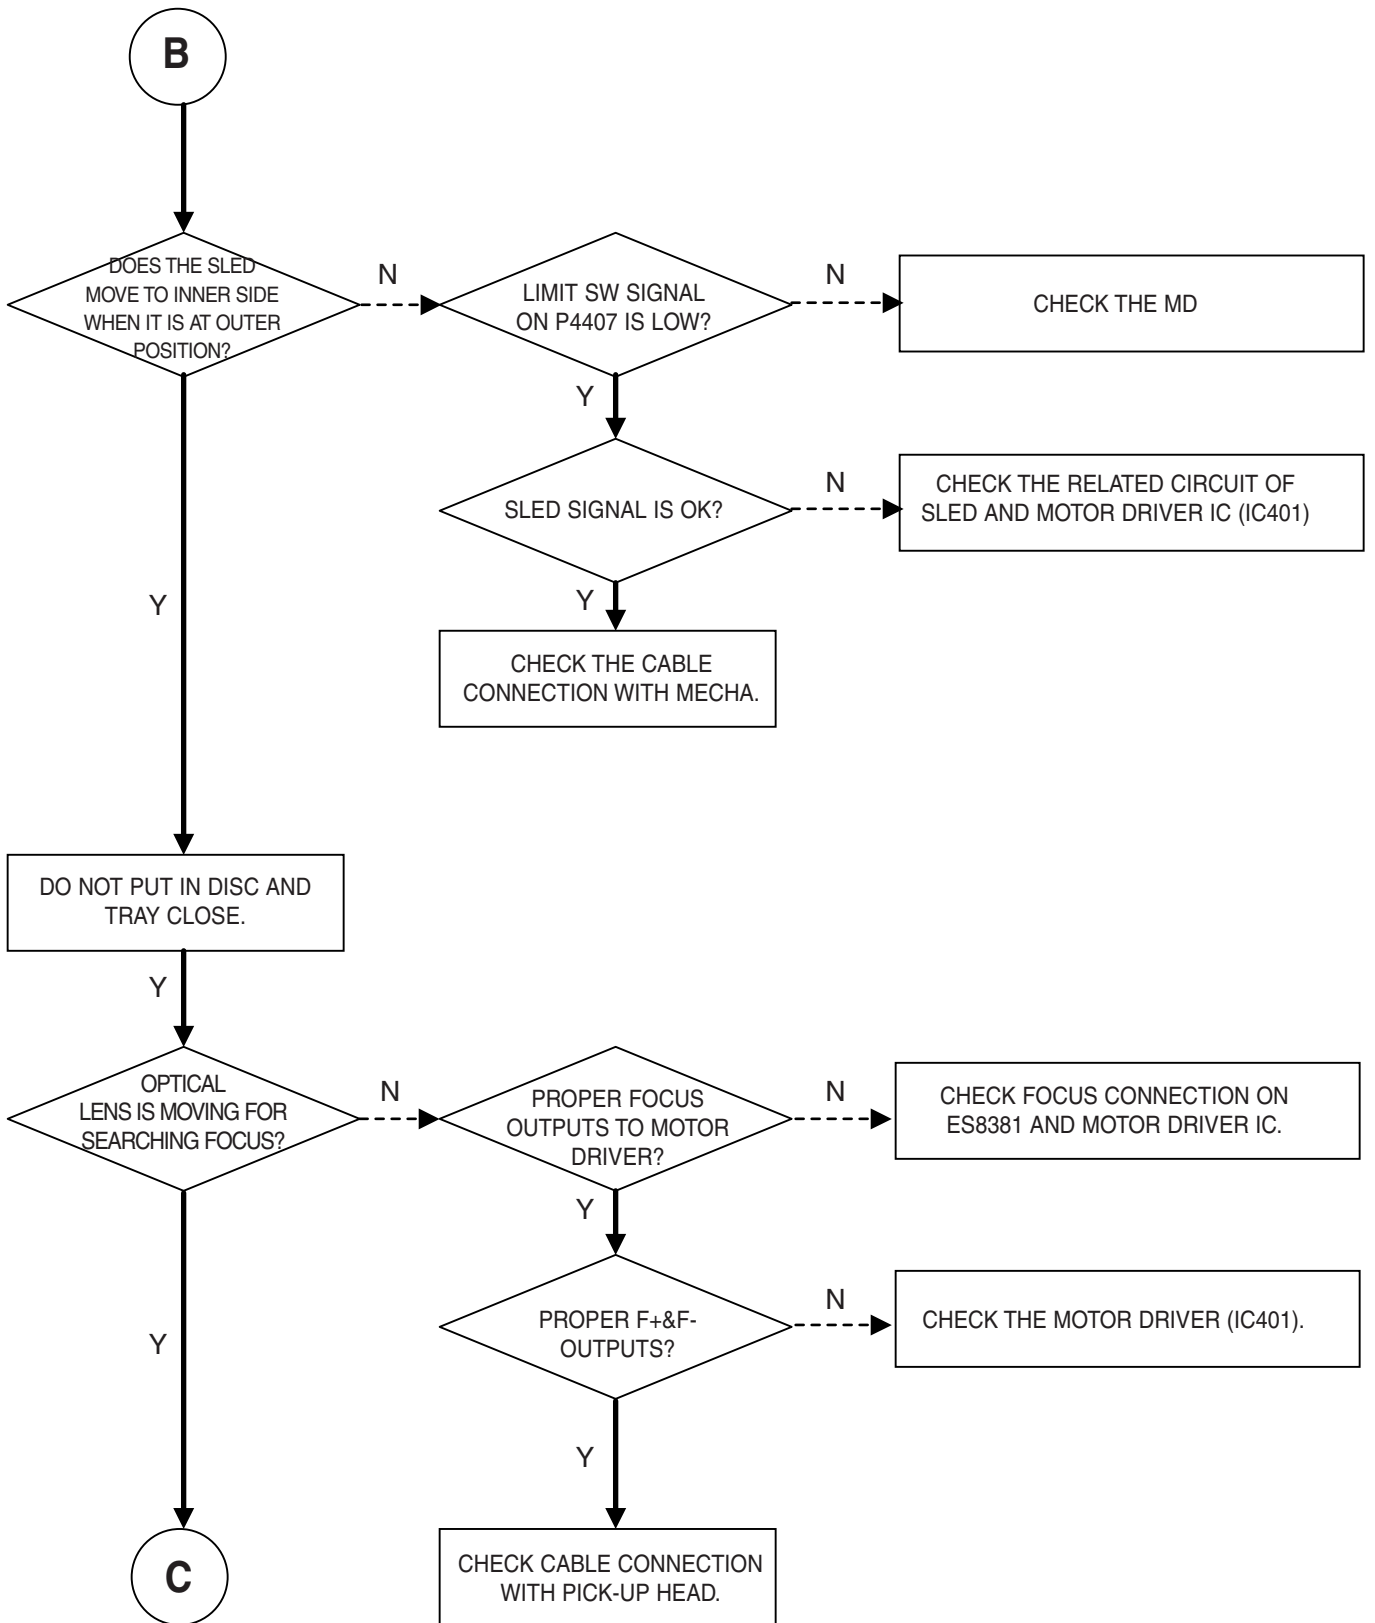 B
DOES THE SLED
MOVE TO INNER SIDE
WHEN IT IS AT OUTER
POSITION?
N
LIMIT SW SIGNAL
ON P4407 IS LOW?
N
CHECK THE MD
Y
SLED SIGNAL IS OK?
N
CHECK THE RELATED CIRCUIT OF
SLED AND MOTOR DRIVER IC (IC401)
Y
CHECK THE CABLE
CONNECTION WITH MECHA.
Y
DO NOT PUT IN DISC AND
TRAY CLOSE.
Y
OPTICAL
LENS IS MOVING FOR
SEARCHING FOCUS?
N
PROPER FOCUS
OUTPUTS TO MOTOR
DRIVER?
N
CHECK FOCUS CONNECTION ON
ES8381 AND MOTOR DRIVER IC.
Y
PROPER F+&F-
OUTPUTS?
N
CHECK THE MOTOR DRIVER (IC401).
Y
CHECK CABLE CONNECTION
WITH PICK-UP HEAD.
Y
C